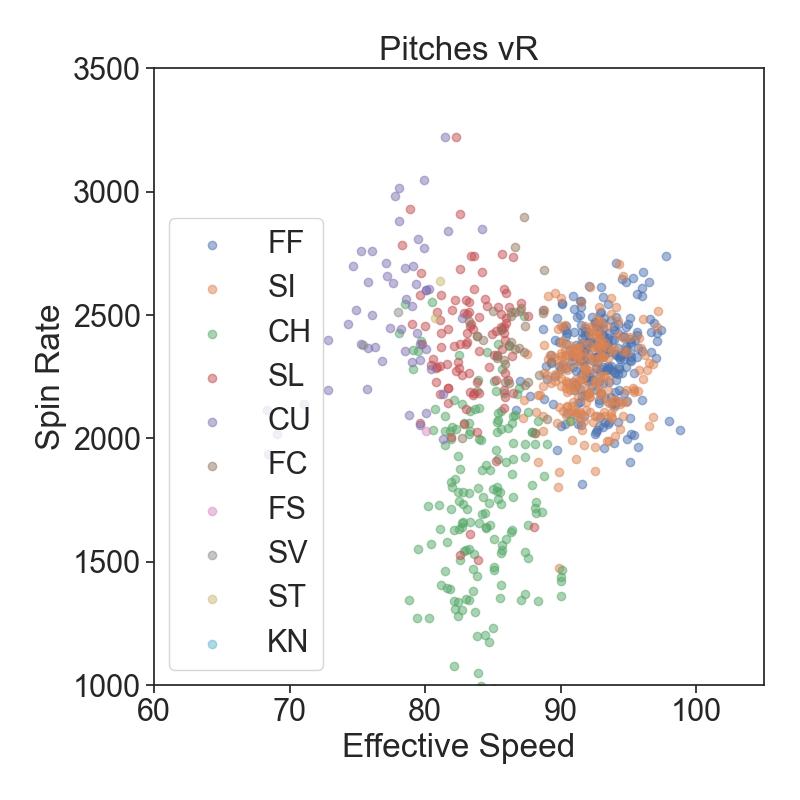 Pitches vR
3500
3000
2500
2000
1500
1000
Spin Rate
FF
SI
CH
SL
CU
FC
FS
SV
ST
KN
60 70 80 90 100
Effective Speed